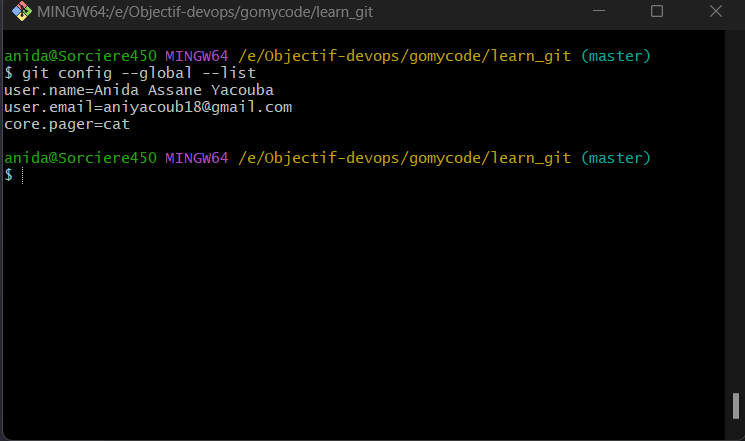 MINGW64:/e/Objectif-devops/gomycode/learn_git
anida@Sorciere450 MINGW64 /e/Objectif-devops/gomycode/learn_git (master)
$ git config --global --list
user.name=Anida Assane Yacouba
user.email=aniyacoub18@gmail.com
core.pager=cat
anida@Sorciere450 MINGW64 /e/Objectif-devops/gomycode/learn_git (master)
$